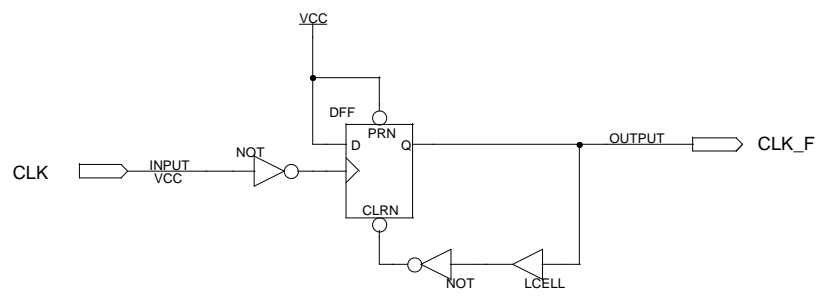 VCC
DFF
PRN
D
Q
NOT
OUTPUT
CLK_F
CLK
INPUT
VCC
CLRN
NOT
LCELL